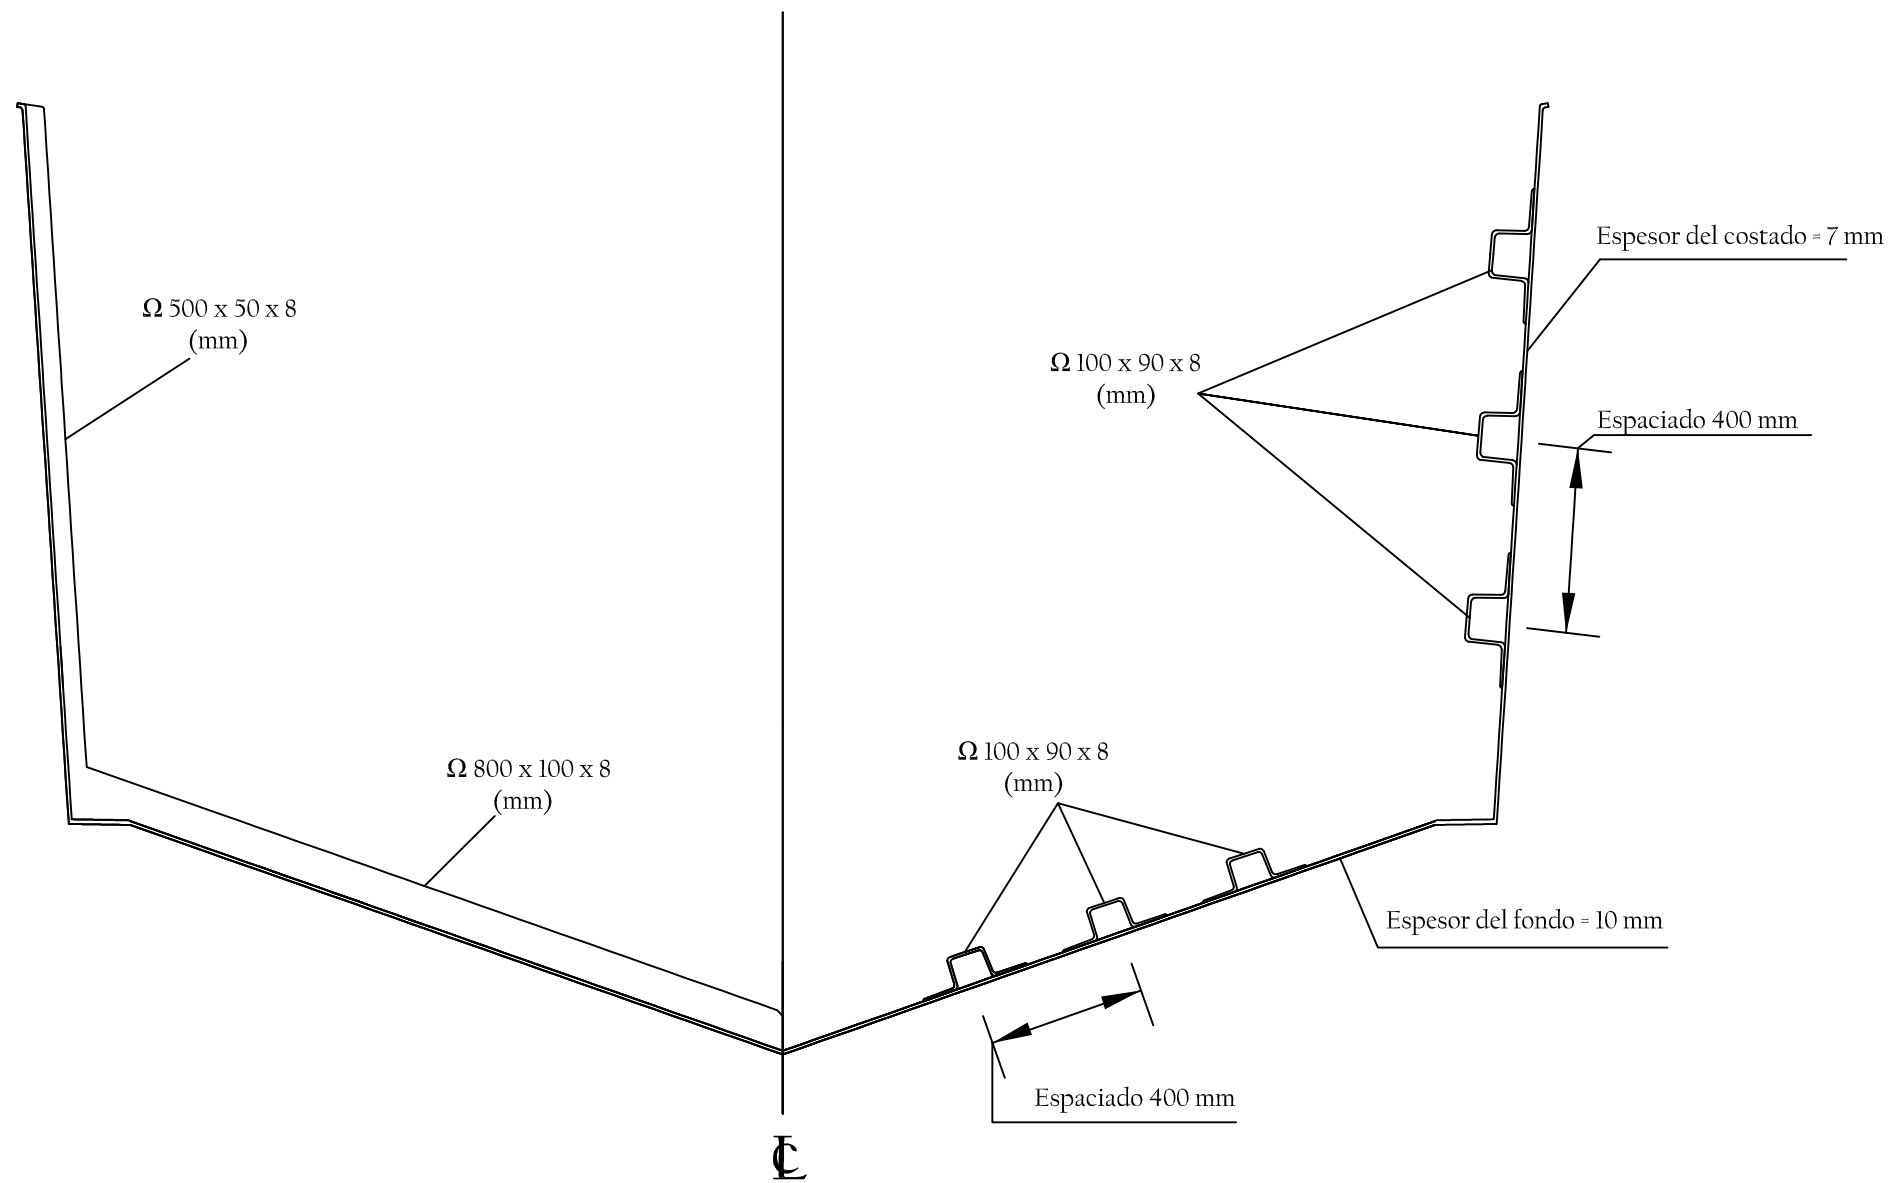 Espesor del costado = 7 mm
Ω 500 x 50 x 8
(mm)
Ω 100 x 90 x 8
(mm)
Espaciado 400 mm
Ω 800 x 100 x 8
(mm)
Ω 100 x 90 x 8
(mm)
Espesor del fondo = 10 mm
Espaciado 400 mm
℄